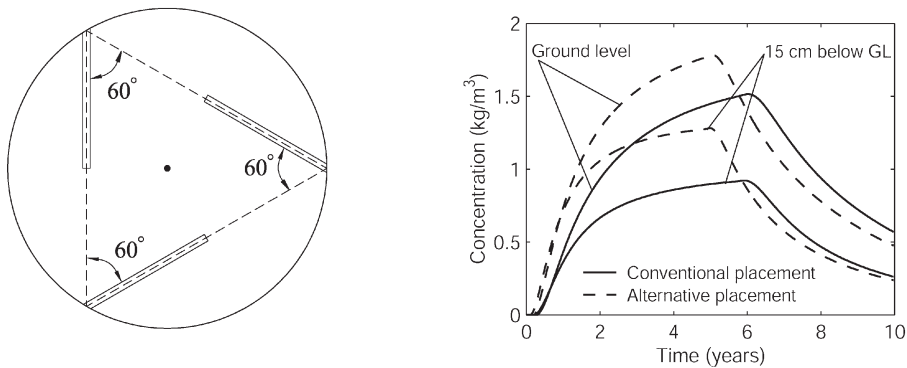 60°
60°
60°
2
1.5
1
0.5
0
0
2
4
6
8
10
Concentration (kg/m³)
Time (years)
Ground level
15 cm below GL
Conventional placement
Alternative placement